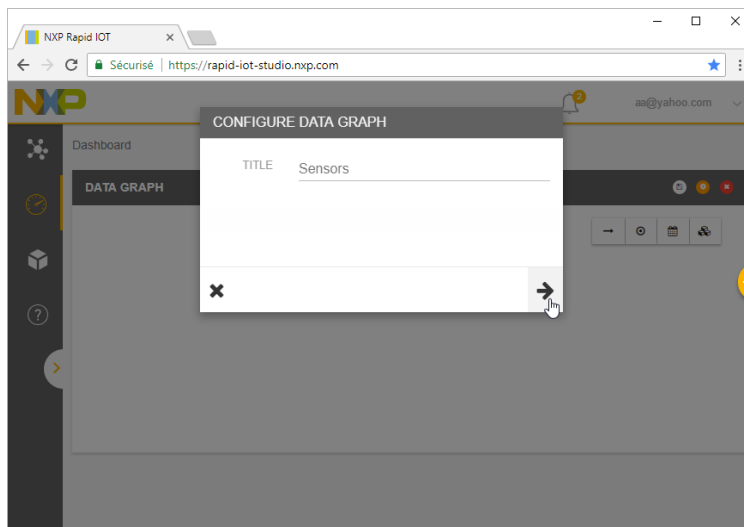 NXP Rapid IOT
Sécurisé | https://rapid-iot-studio.nxp.com
NXP
2
aa@yahoo.com
CONFIGURE DATA GRAPH
Dashboard
TITLE Sensors
DATA GRAPH